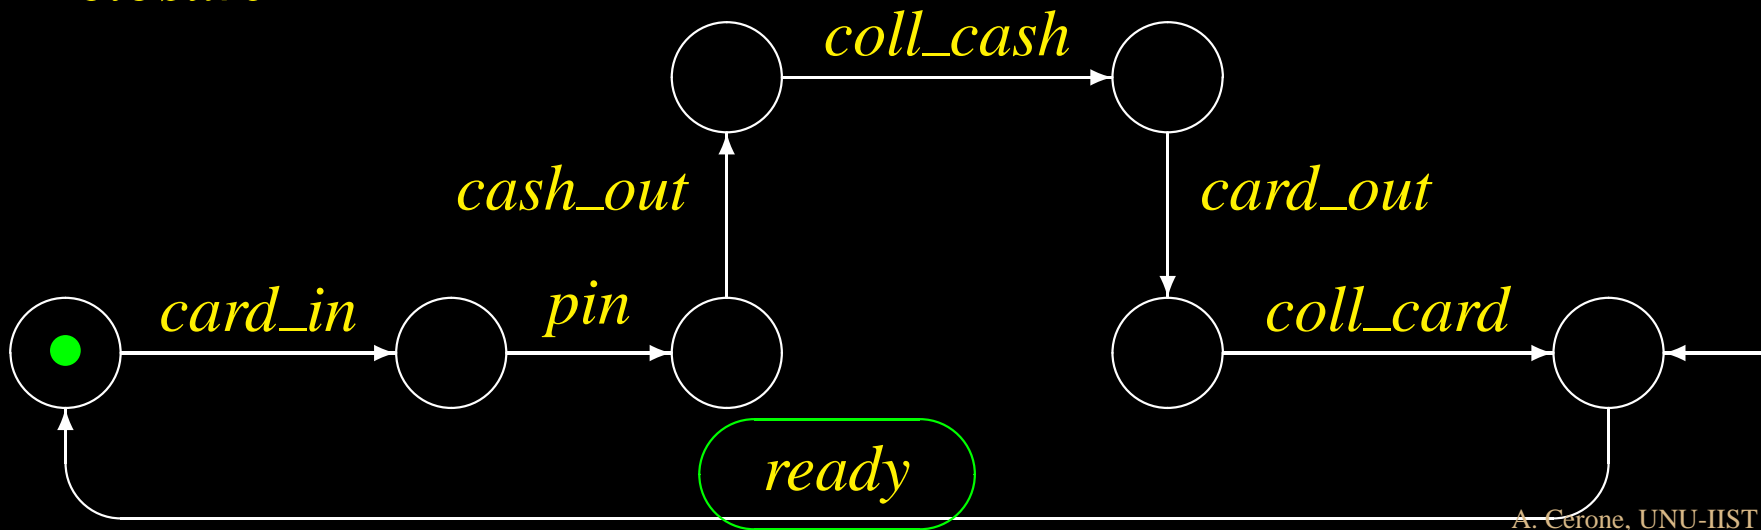 coll_cash
cash_out
card_out
card_in
pin
coll_card
ready
A. Cerone, UNU-IIST